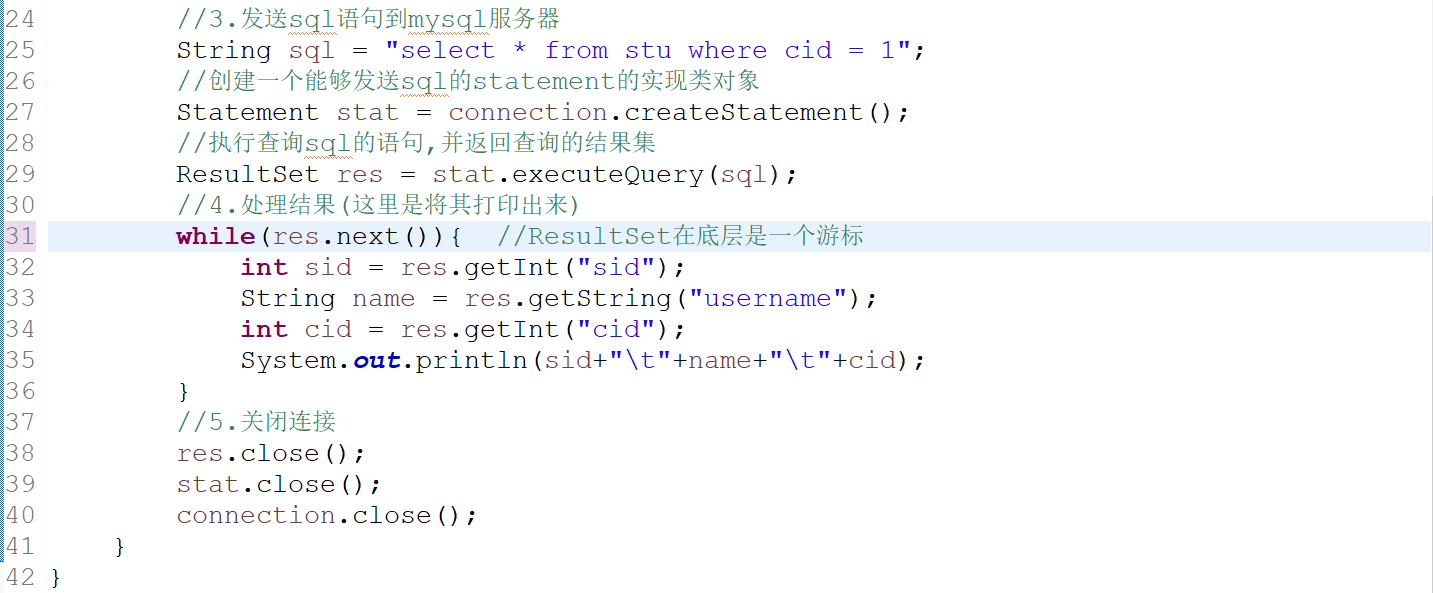 24 //3.发送sql语句到mysql服务器
25 String sql = "select * from stu where cid = 1";
26 //创建一个能够发送sql的statement的实现类对象
27 Statement stat = connection.createStatement();
28 //执行查询sql的语句,并返回查询的结果集
29 ResultSet res = stat.executeQuery(sql);
30 //4.处理结果(这里是将其打印出来)
31 while(res.next()){  //ResultSet在底层是一个游标
32 int sid = res.getInt("sid");
33 String name = res.getString("username");
34 int cid = res.getInt("cid");
35 System.out.println(sid+"\t"+name+"\t"+cid);
36 }
37 //5.关闭连接
38 res.close();
39 stat.close();
40 connection.close();
41 }
42 }